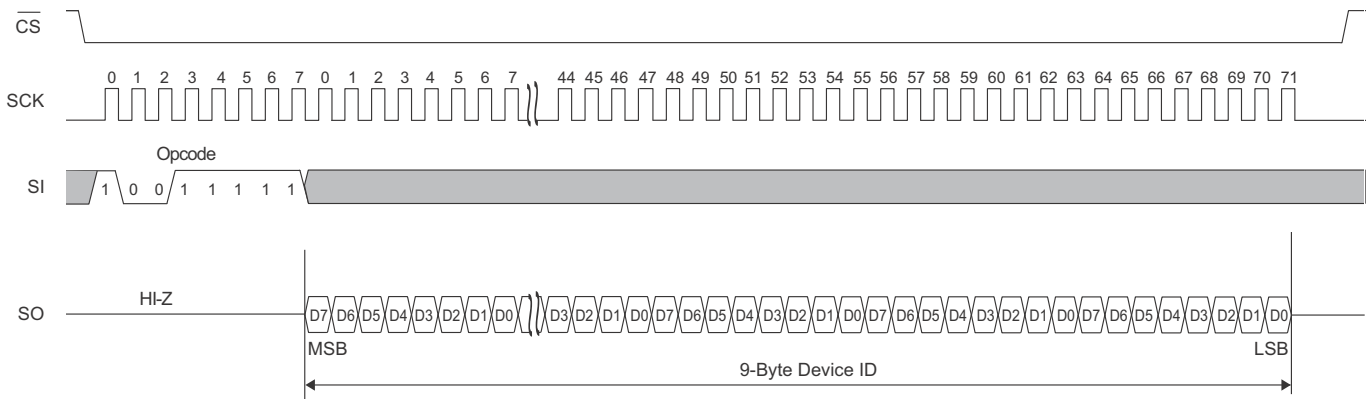 CS
0 1 2 3 4 5 6 7 0 1 2 3 4 5 6 7 44 45 46 47 48 49 50 51 52 53 54 55 56 57 58 59 60 61 62 63 64 65 66 67 68 69 70 71
SCK
Opcode
SI 1 0 0 1 1 1 1 1
HI-Z
SO D7 D6 D5 D4 D3 D2 D1 D0 D3 D2 D1 D0 D7 D6 D5 D4 D3 D2 D1 D0 D7 D6 D5 D4 D3 D2 D1 D0 D7 D6 D5 D4 D3 D2 D1 D0
MSB LSB
9-Byte Device ID